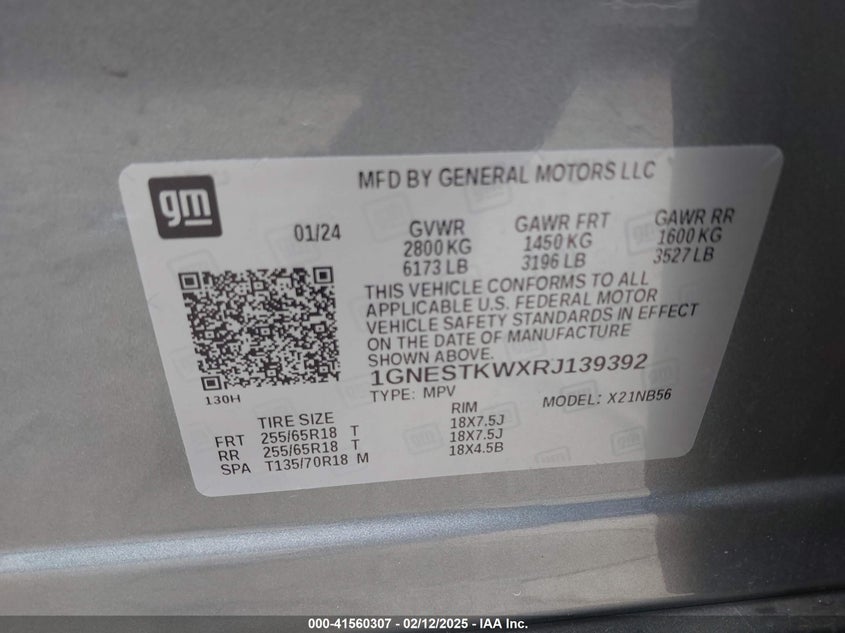 gm
MFD BY GENERAL MOTORS LLC
01/24
GVWR
2800 KG
6173 LB
GAWR FRT
1450 KG
3196 LB
GAWR RR
1600 KG
3527 LB
THIS VEHICLE CONFORMS TO ALL
APPLICABLE U.S. FEDERAL MOTOR
VEHICLE SAFETY STANDARDS IN EFFECT
ON THE DATE OF MANUFACTURE
SHOWN ABOVE.
1GNESTKWXRJ139392
130H
TYPE: MPV
MODEL: X21NB56
TIRE SIZE
RIM
FRT 255/65R18 T 18X7.5J
RR 255/65R18 T 18X7.5J
SPA T135/70R18 M 18X4.5B
000-41560307 - 02/12/2025 - IAA Inc.